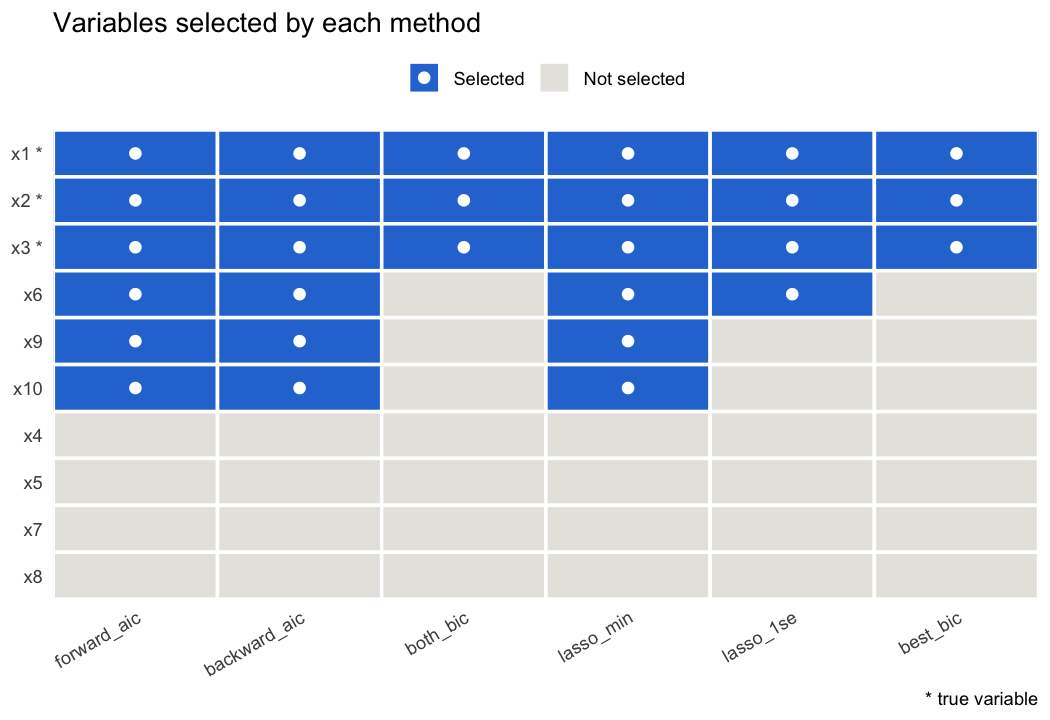 Variables selected by each method
Selected Not selected
x1 *
x2 *
x3 *
x6
x9
x10
x4
x5
x7
x8
forward_aic backward_aic both_bic lasso_min lasso_1se best_bic
* true variable